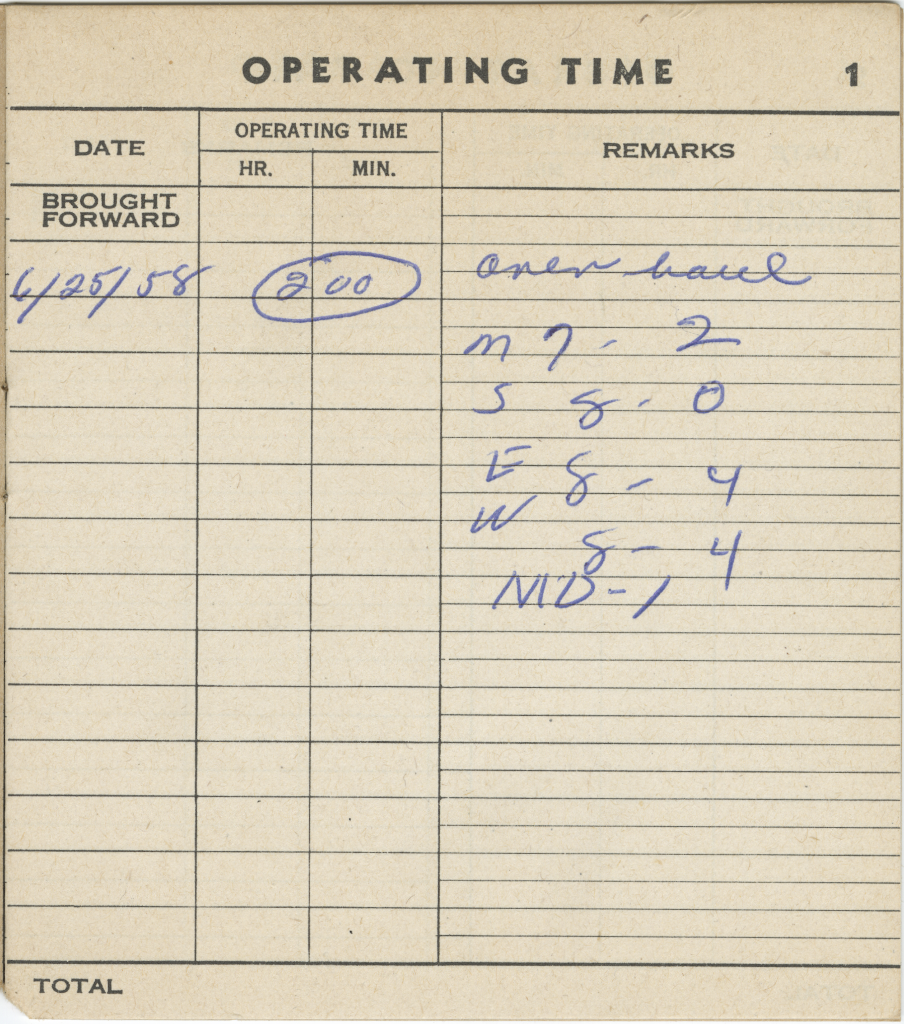 OPERATING TIME 1
DATE OPERATING TIME REMARKS
HR. MIN.
BROUGHT
FORWARD
6/25/58 200 over haul
M 7 - 2
S 8 - 0
E 8 - 4
W
8 - 4
MD - 1
TOTAL